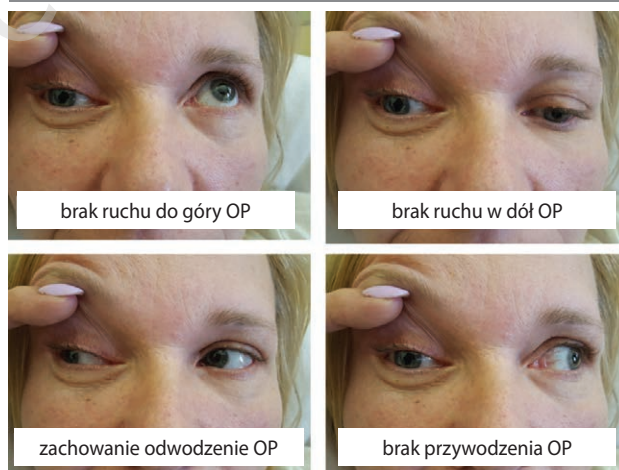 brak ruchu do góry OP
brak ruchu w dół OP
zachowanie odwodzenie OP
brak przywodzenia OP